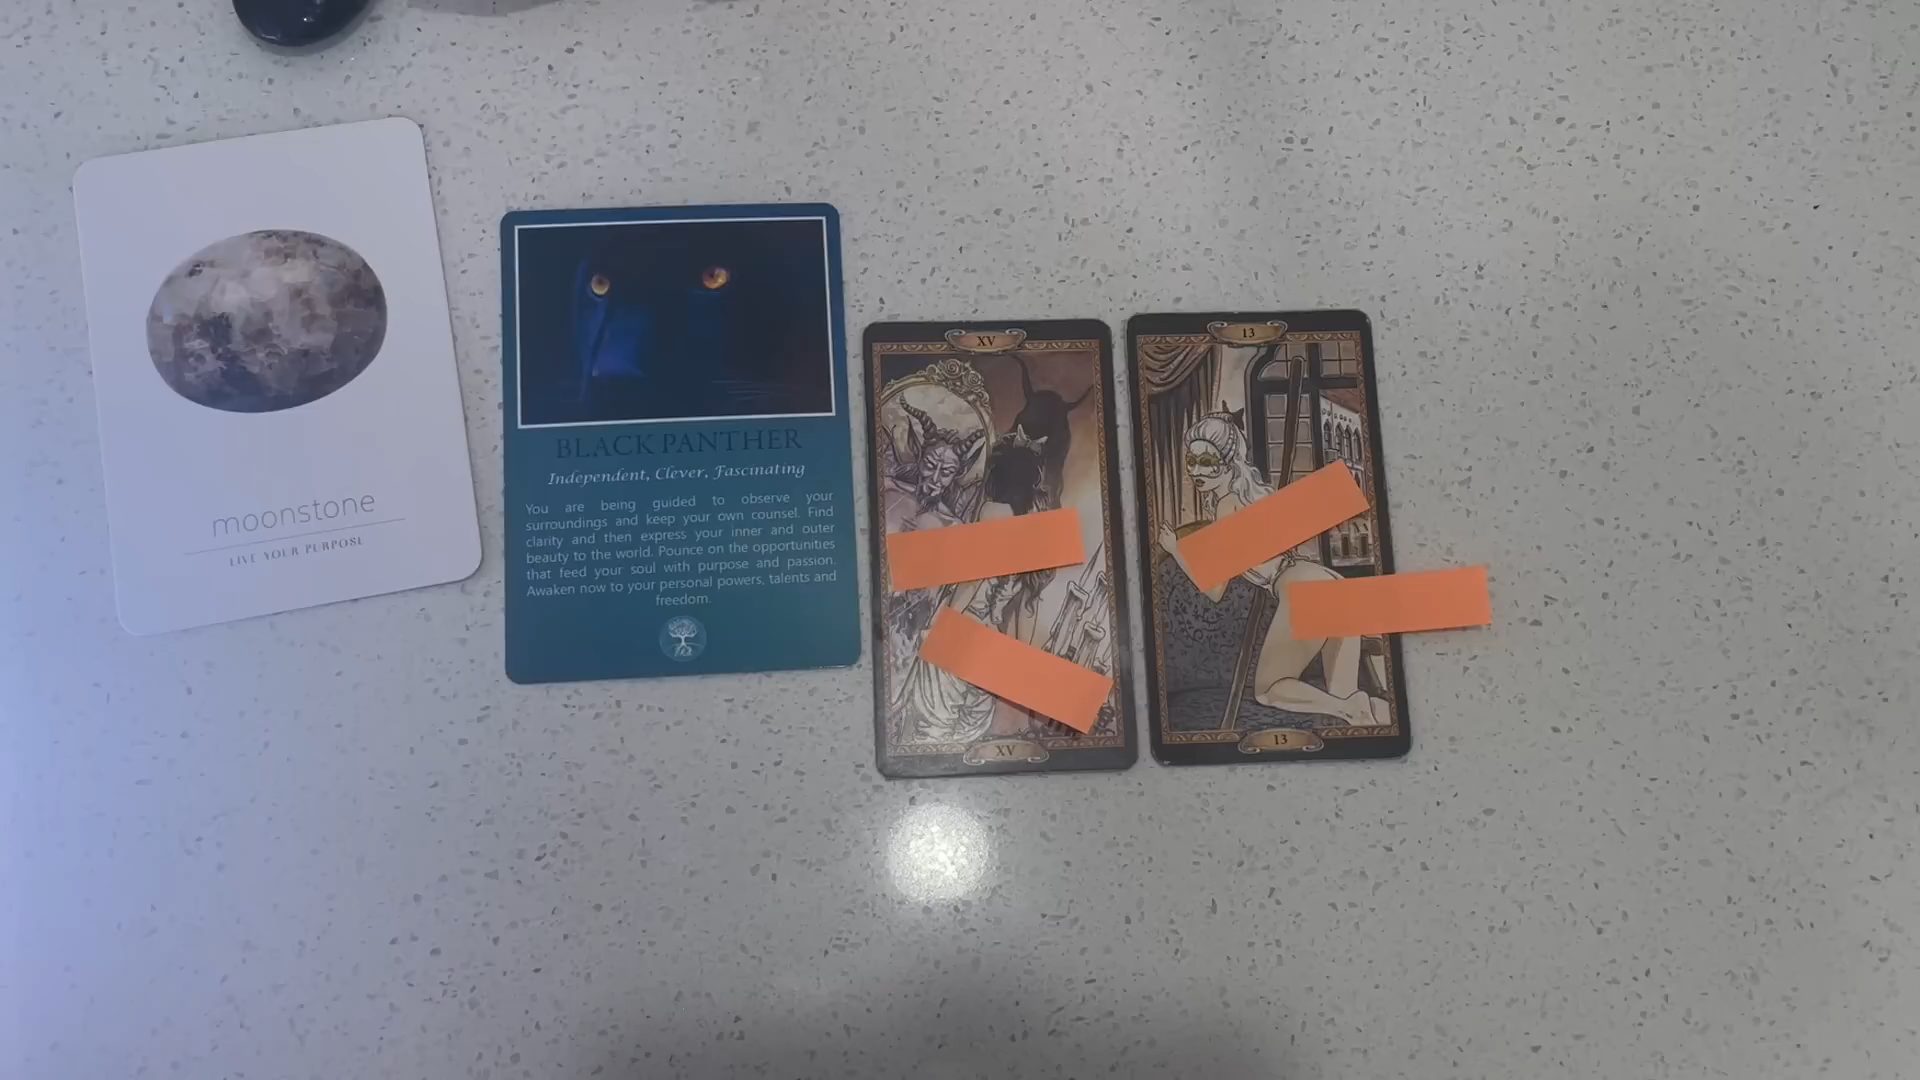 moonstone
LIVE YOUR PURPOSE
BLACK PANTHER
Independent, Clever, Fascinating
You are being guided to observe your
surroundings and keep your own counsel. Find
clarity and then express your inner and outer
beauty to the world. Pounce on the opportunities
that feed your soul with purpose and passion.
Awaken now to your personal powers, talents and
freedom.
XV
XV
13
13